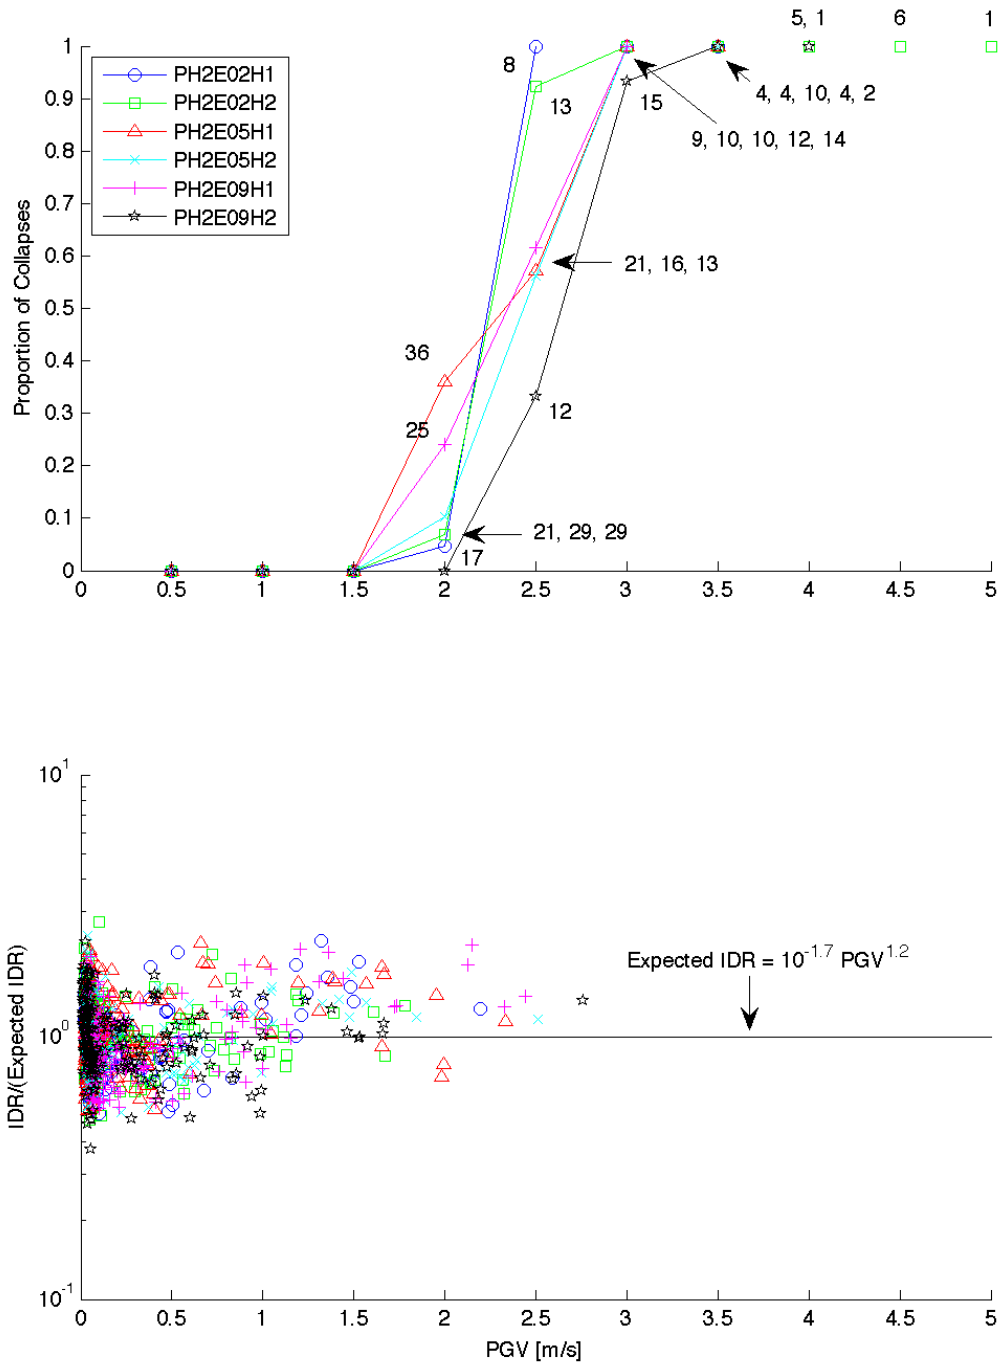 5, 1
6
1
1
0.9
0.8
0.7
0.6
0.5
0.4
0.3
0.2
0.1
0
Proportion of Collapses
PH2E02H1
PH2E02H2
PH2E05H1
PH2E05H2
PH2E09H1
PH2E09H2
8
13
15
4, 4, 10, 4, 2
9, 10, 10, 12, 14
21, 16, 13
36
25
12
21, 29, 29
17
0 0.5 1 1.5 2 2.5 3 3.5 4 4.5 5
10^1
10^0
10^-1
IDR/(Expected IDR)
Expected IDR = 10^-1.7 PGV^1.2
0 0.5 1 1.5 2 2.5 3 3.5 4 4.5 5
PGV [m/s]